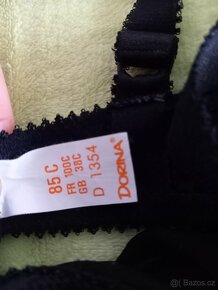 85 C
FR 100C
GB 38C
D 1354
DORINA
Bazos.cz